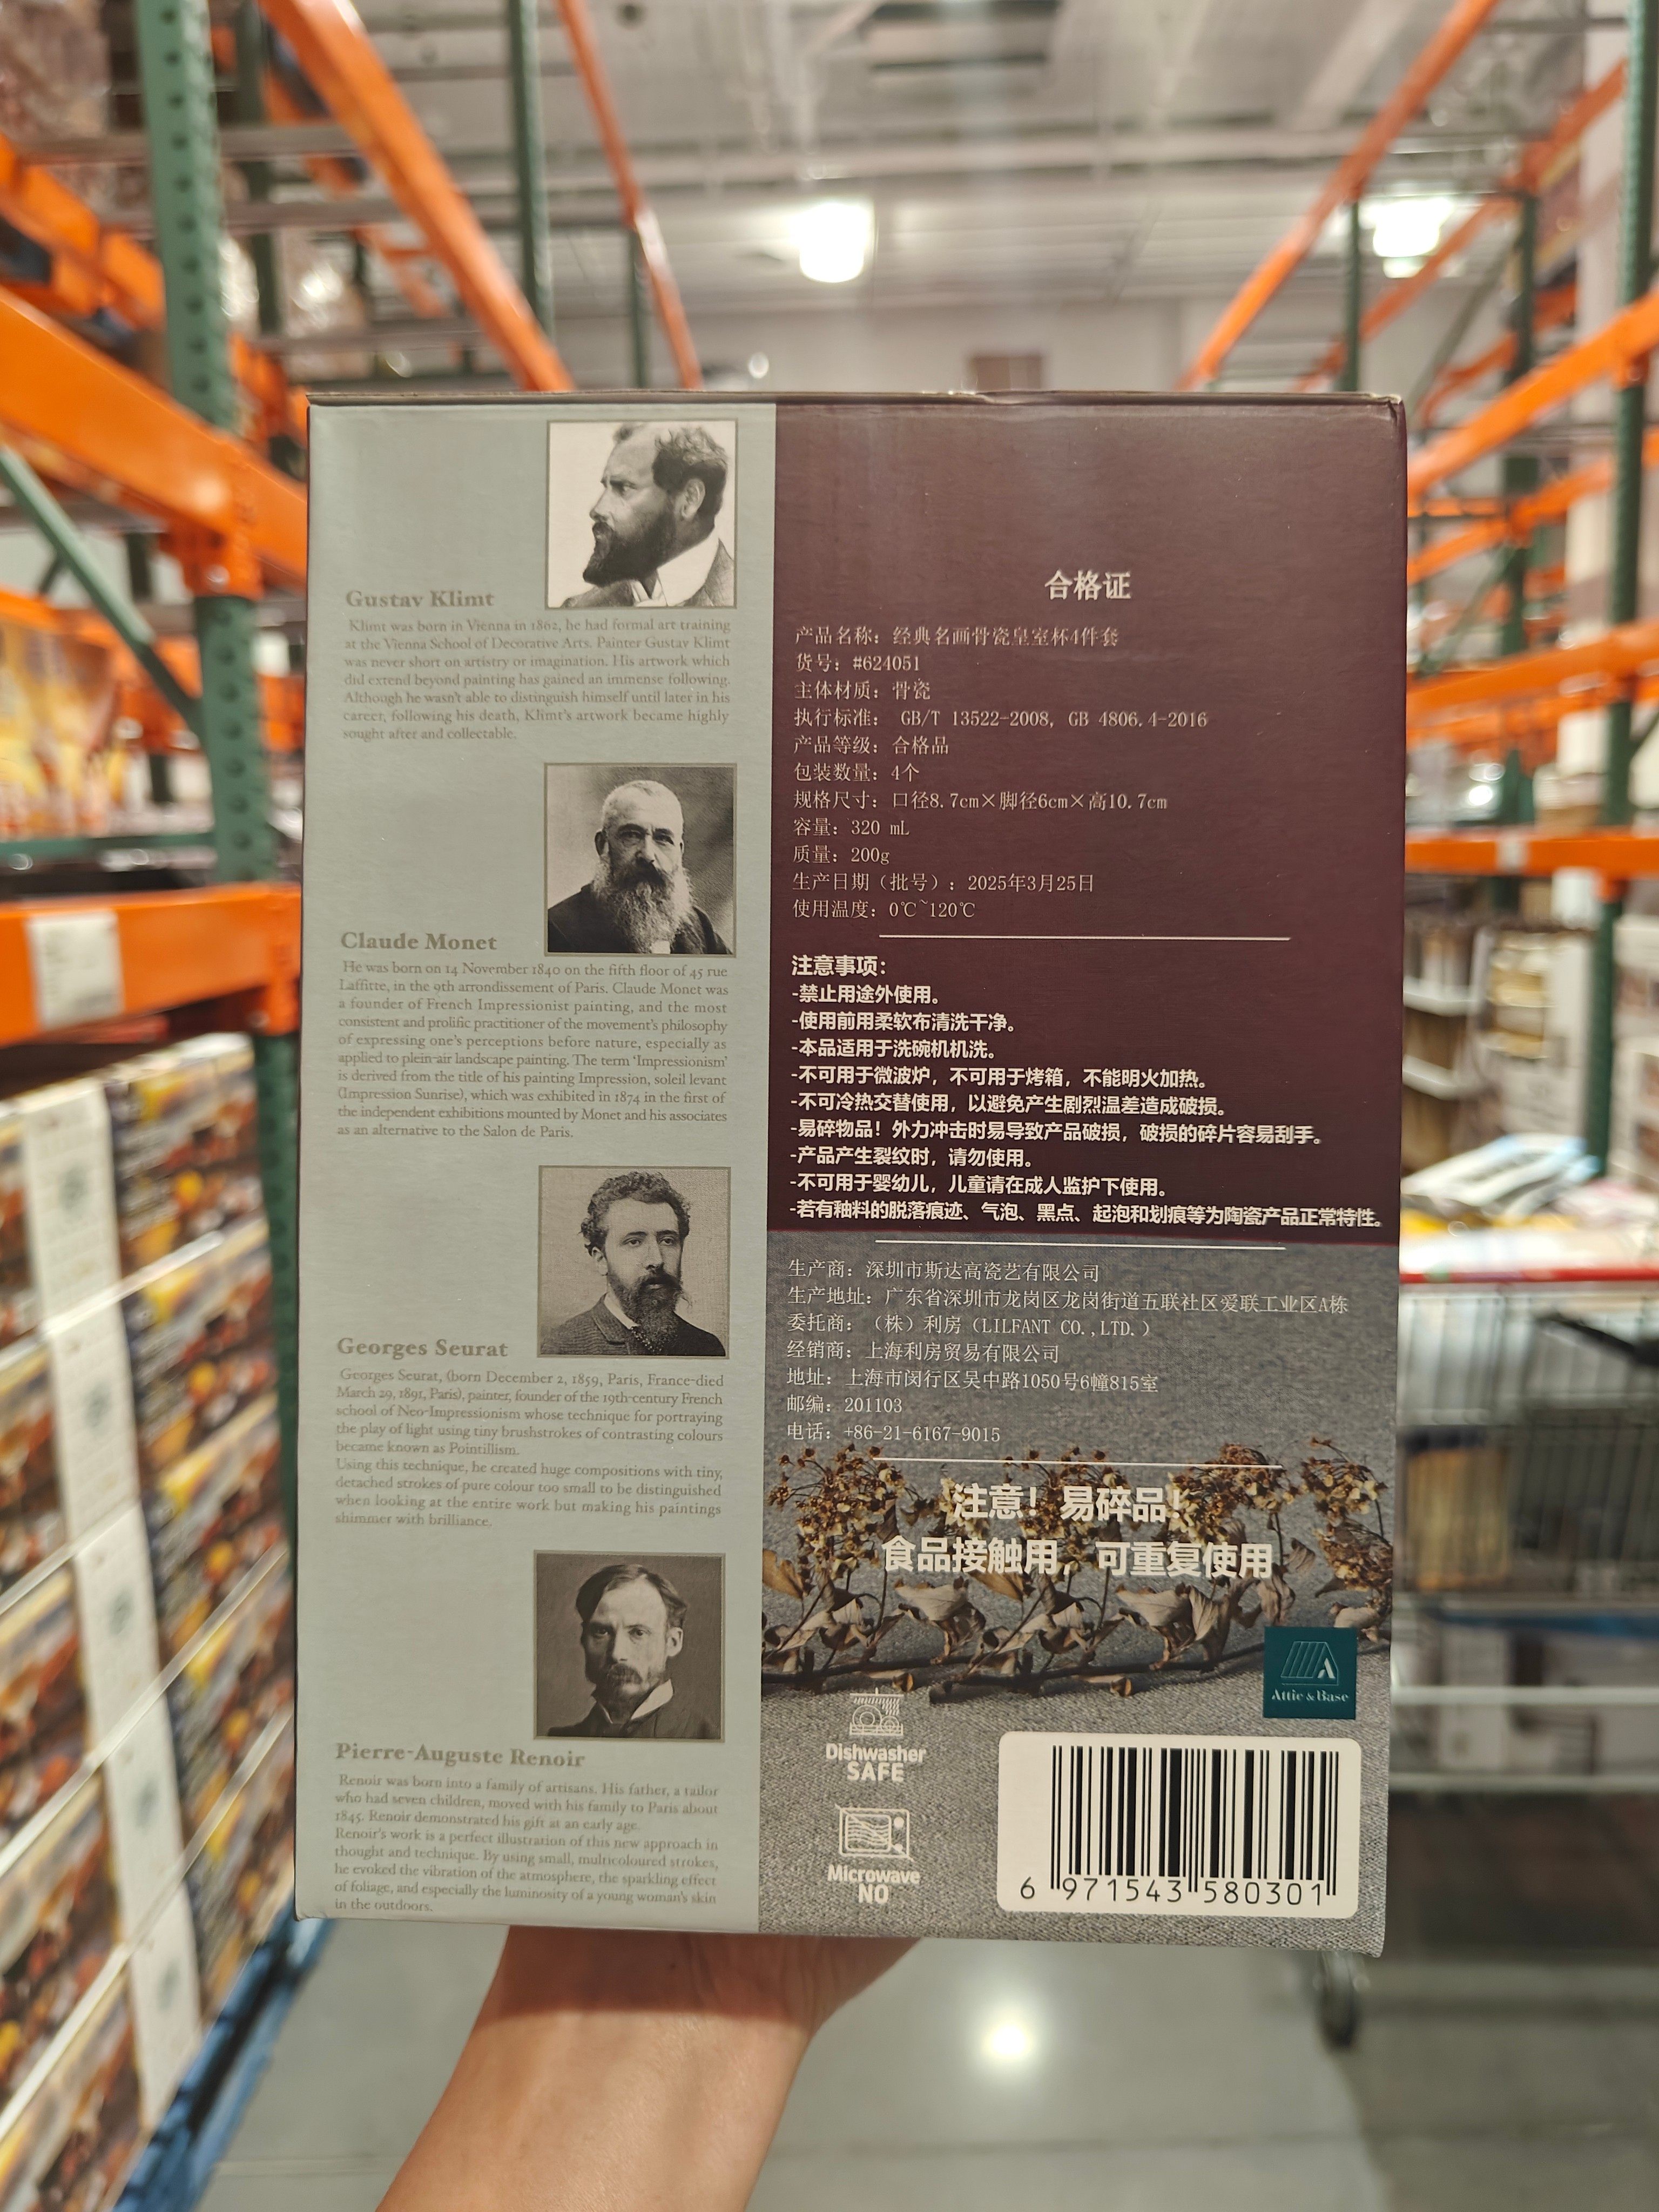 Gustav Klimt
Klimt was born in Vienna in 1862, he had formal art training
at the Vienna School of Decorative Arts. Painter Gustav Klimt
was never short on artistry or imagination. His artwork which
did extend beyond painting has gained an immense following.
Although he wasn't able to distinguish himself until later in his
career, following his death, Klimt's artwork became highly
sought after and collectable.
Claude Monet
He was born on 14 November 1840 on the fifth floor of 45 rue
Laffitte, in the 9th arrondissement of Paris. Claude Monet was
a founder of French Impressionist painting, and the most
consistent and prolific practitioner of the movement's philosophy
of expressing one's perceptions before nature, especially as
applied to plein-air landscape painting. The term 'Impressionism'
is derived from the title of his painting Impression, soleil levant
(Impression Sunrise), which was exhibited in 1874 in the first of
the independent exhibitions mounted by Monet and his associates
as an alternative to the Salon de Paris.
Georges Seurat
Georges Seurat, (born December 2, 1859, Paris, France-died
March 29, 1891, Paris), painter, founder of the 19th-century French
school of Neo-Impressionism whose technique for portraying
the play of light using tiny brushstrokes of contrasting colours
became known as Pointillism.
Using this technique, he created huge compositions with tiny,
detached strokes of pure colour too small to be distinguished
when looking at the entire work but making his paintings
shimmer with brilliance.
Pierre-Auguste Renoir
Renoir was born into a family of artisans. His father, a tailor
who had seven children, moved with his family to Paris about
1845. Renoir demonstrated his gift at an early age.
Renoir's work is a perfect illustration of this new approach in
thought and technique. By using small, multicoloured strokes,
he evoked the vibration of the atmosphere, the sparkling effect
of foliage, and especially the luminosity of a young woman's skin
in the outdoors.
合格证
产品名称：经典名画骨瓷皇室杯4件套
货号：#624051
主体材质：骨瓷
执行标准： GB/T 13522-2008, GB 4806.4-2016
产品等级：合格品
包装数量：4个
规格尺寸：口径8.7cm×脚径6cm×高10.7cm
容量：320 mL
质量：200g
生产日期（批号）：2025年3月25日
使用温度：0℃~120℃
注意事项：
-禁止用途外使用。
-使用前用柔软布清洗干净。
-本品适用于洗碗机机洗。
-不可用于微波炉，不可用于烤箱，不能明火加热。
-不可冷热交替使用，以避免产生剧烈温差造成破损。
-易碎物品！外力冲击时易导致产品破损，破损的碎片容易刮手。
-产品产生裂纹时，请勿使用。
-不可用于婴幼儿，儿童请在成人监护下使用。
-若有釉料的脱落痕迹、气泡、黑点、起泡和划痕等为陶瓷产品正常特性。
生产商：深圳市斯达高瓷艺有限公司
生产地址：广东省深圳市龙岗区龙岗街道五联社区爱联工业区A栋
委托商：（株）利房（LILFANT CO.,LTD.）
经销商：上海利房贸易有限公司
地址：上海市闵行区吴中路1050号6幢815室
邮编：201103
电话：+86-21-6167-9015
注意！易碎品！
食品接触用，可重复使用
Attic & Base
Dishwasher
SAFE
Microwave
NO
6 971543 580301